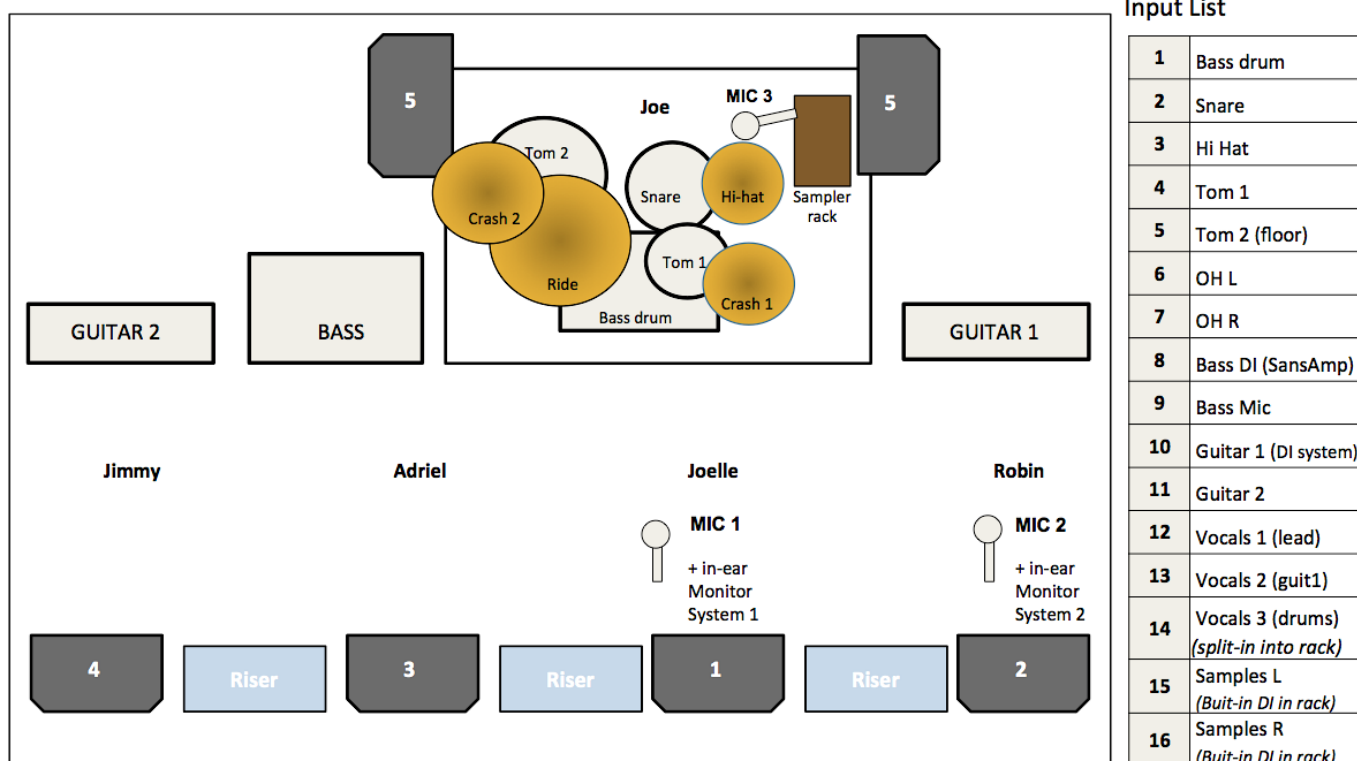 Input List
5
Joe
MIC 3
5
Tom 2
Snare
Hi-hat
Sampler
rack
Crash 2
Tom 1
Ride
Crash 1
Bass drum
GUITAR 2
BASS
GUITAR 1
Jimmy
Adriel
Joelle
Robin
MIC 1
+ in-ear
Monitor
System 1
MIC 2
+ in-ear
Monitor
System 2
4
Riser
3
Riser
1
Riser
2
1 Bass drum
2 Snare
3 Hi Hat
4 Tom 1
5 Tom 2 (floor)
6 OH L
7 OH R
8 Bass DI (SansAmp)
9 Bass Mic
10 Guitar 1 (DI system)
11 Guitar 2
12 Vocals 1 (lead)
13 Vocals 2 (guit1)
14 Vocals 3 (drums)
(split-in into rack)
15 Samples L
(Buit-in DI in rack)
16 Samples R
(Buit-in DI in rack)